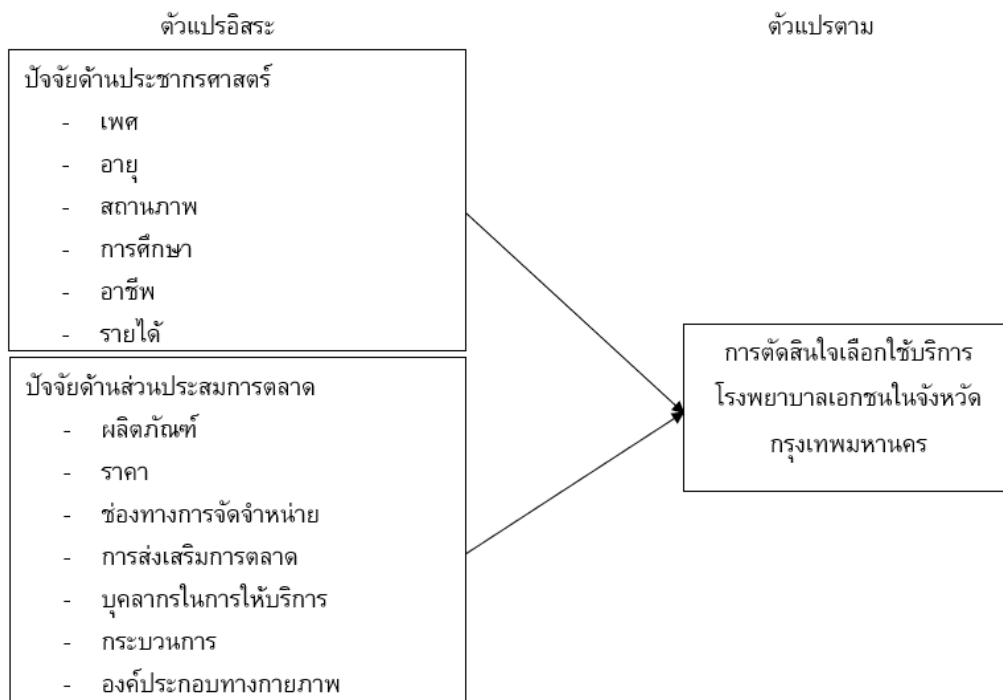 ตัวแปรอิสระ
ตัวแปรตาม
ปัจจัยด้านประชากรศาสตร์
- เพศ
- อายุ
- สถานภาพ
- การศึกษา
- อาชีพ
- รายได้
ปัจจัยด้านส่วนประสมการตลาด
- ผลิตภัณฑ์
- ราคา
- ช่องทางการจัดจำหน่าย
- การส่งเสริมการตลาด
- บุคลากรในการให้บริการ
- กระบวนการ
- องค์ประกอบทางกายภาพ
การตัดสินใจเลือกใช้บริการ
โรงพยาบาลเอกชนในจังหวัด
กรุงเทพมหานคร